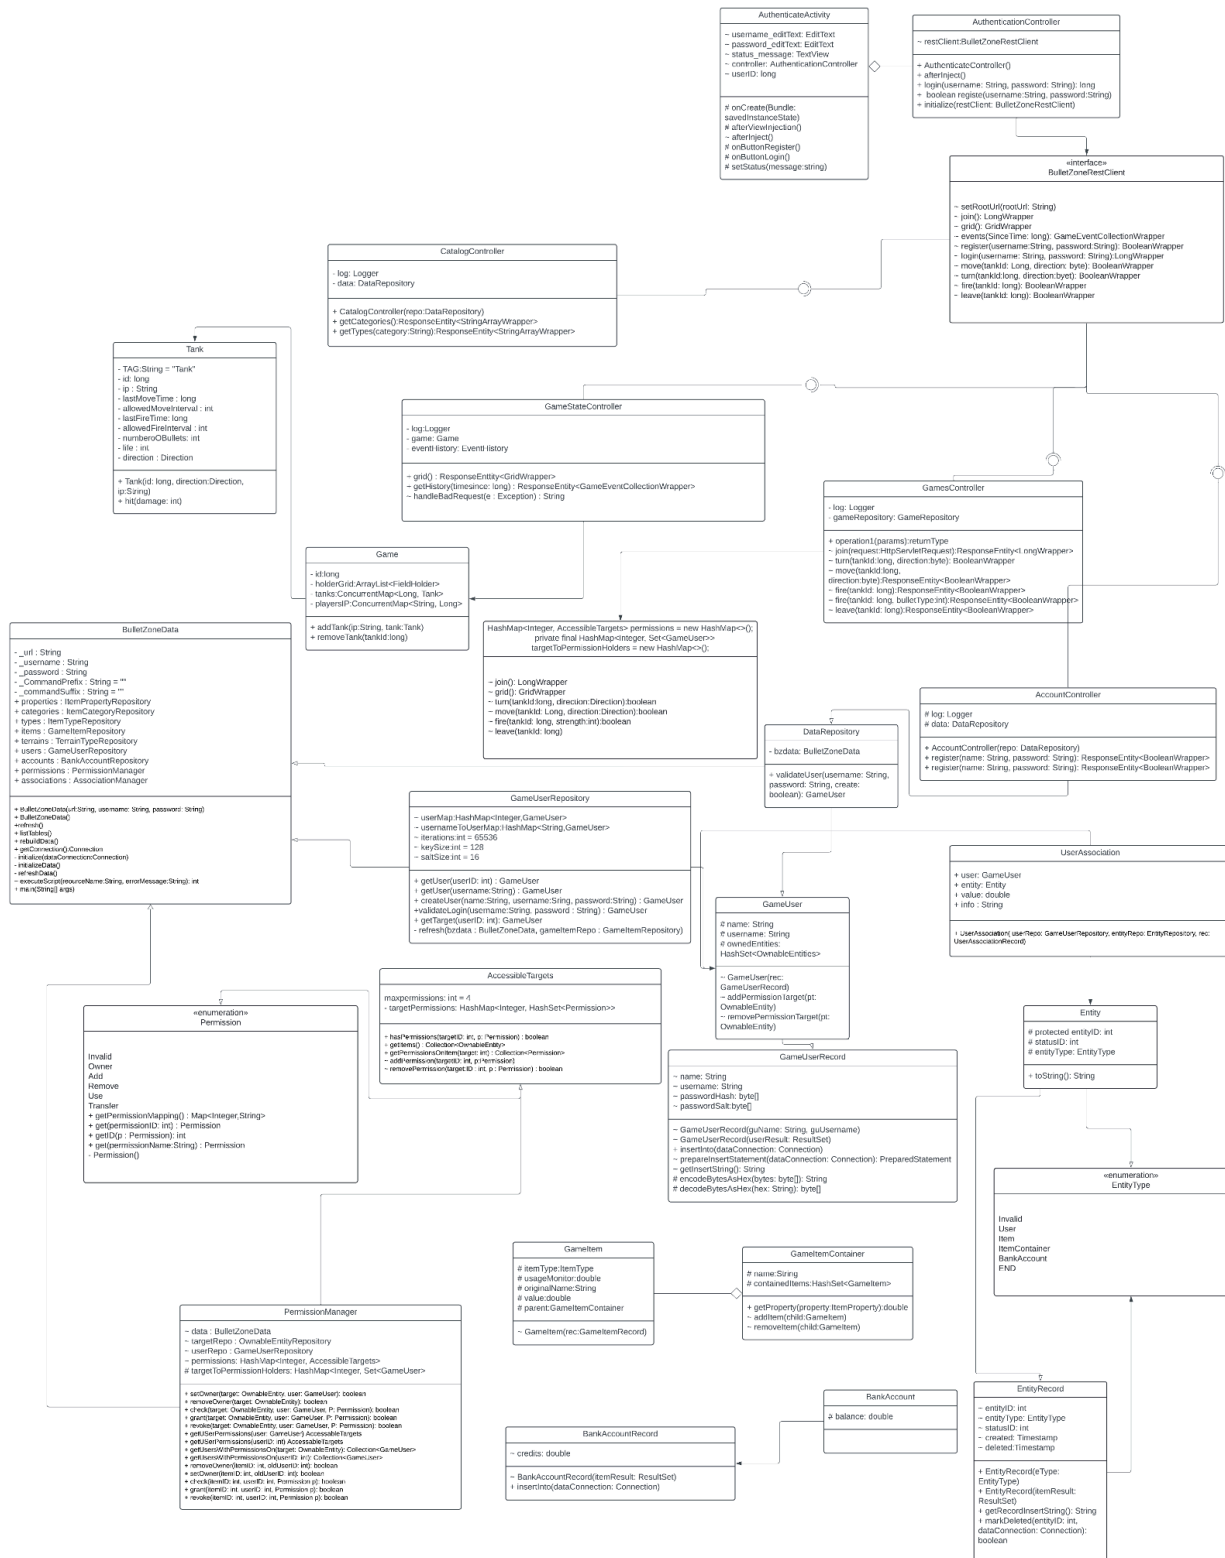 AuthenticateActivity
~ username_editText: EditText
~ password_editText: EditText
~ status_message: TextView
~ controller: AuthenticationController
~ userID: long
# onCreate(Bundle:
savedInstanceState)
# afterViewInjection()
~ afterInject()
# onButtonRegister()
# onButtonLogin()
# setStatus(message:string)
AuthenticationController
~ restClient:BulletZoneRestClient
+ AuthenticateController()
+ afterInject()
+ login(username: String, password: String): long
+ boolean registe(username:String, password:String)
+ initialize(restClient: BulletZoneRestClient)
«interface»
BulletZoneRestClient
~ setRootUrl(rootUrl: String)
~ join(): LongWrapper
~ grid(): GridWrapper
~ events(SinceTime: long): GameEventCollectionWrapper
~ register(username:String, password:String): BooleanWrapper
~ login(username: String, password: String):LongWrapper
~ move(tankId: Long, direction: byte): BooleanWrapper
~ turn(tankId:long, direction:byet): BooleanWrapper
~ fire(tankId: long): BooleanWrapper
~ leave(tankId: long): BooleanWrapper
CatalogController
- log: Logger
- data: DataRepository
+ CatalogController(repo:DataRepository)
+ getCategories():ResponseEntity<StringArrayWrapper>
+ getTypes(category:String):ResponseEntity<StringArrayWrapper>
Tank
- TAG:String = "Tank"
- id: long
- ip : String
- lastMoveTime : long
- allowedMoveInterval : int
- lastFireTime: long
- allowedFireInterval : int
- numberoOBullets: int
- life : int
- direction : Direction
+ Tank(id: long, direction:Direction,
ip:String)
+ hit(damage: int)
GameStateController
- log:Logger
- game: Game
- eventHistory: EventHistory
+ grid() : ResponseEnttity<GridWrapper>
+ getHistory(timesince: long) : ResponseEntity<GameEventCollectionWrapper>
~ handleBadRequest(e : Exception) : String
GamesController
- log: Logger
- gameRepository: GameRepository
+ operation1(params):returnType
~ join(request:HttpServletRequest):ResponseEntity<LongWrapper>
~ turn(tankId:long, direction:byte): BooleanWrapper
~ move(tankId:long,
direction:byte):ResponseEntity<BooleanWrapper>
~ fire(tankId: long):ResponseEntity<BooleanWrapper>
~ fire(tankId: long, bulletType:int):ResponseEntity<BooleanWrapper>
~ leave(tankId: long):ResponseEntity<BooleanWrapper>
Game
- id:long
- holderGrid:ArrayList<FieldHolder>
- tanks:ConcurrentMap<Long, Tank>
- playersIP:ConcurrentMap<String, Long>
+ addTank(ip:String, tank:Tank)
+ removeTank(tankId:long)
HashMap<Integer, AccessibleTargets> permissions = new HashMap<>();
private final HashMap<Integer, Set<GameUser>>
targetToPermissionHolders = new HashMap<>();
~ join(): LongWrapper
~ grid(): GridWrapper
~ turn(tankId:long, direction:Direction):boolean
~ move(tankId: Long, direction:Direction):boolean
~ fire(tankId: long, strength:int):boolean
~ leave(tankId: long)
BulletZoneData
- _url : String
- _username : String
- _password : String
- _CommandPrefix : String = ""
- _commandSuffix : String = ""
+ properties : ItemPropertyRepository
+ categories : ItemCategoryRepository
+ types : ItemTypeRepository
+ items : GameItemRepository
+ terrains : TerrainTypeRepository
+ users : GameUserRepository
+ accounts : BankAccountRepository
+ permissions : PermissionManager
+ associations : AssociationManager
+ BulletZoneData(url:String, username: String, password: String)
+ BulletZoneData()
+refresh()
+ listTables()
+ rebuildData()
+ getConnection():Connection
- initialize(dataConnection:Connection)
- initializeData()
- refreshData()
~ executeScript(reourceName:String, errorMessage:String): int
+ main(String[] args)
AccountController
# log: Logger
# data: DataRepository
+ AccountController(repo: DataRepository)
+ register(name: String, password: String): ResponseEntity<BooleanWrapper>
+ register(name: String, password: String): ResponseEntity<BooleanWrapper>
DataRepository
- bzdata: BulletZoneData
+ validateUser(username: String,
password: String, create:
boolean): GameUser
GameUserRepository
~ userMap:HashMap<Integer,GameUser>
~ usernameToUserMap:HashMap<String,GameUser>
~ iterations:int = 65536
~ keySize:int = 128
~ saltSize:int = 16
+ getUser(userID: int) : GameUser
~ getUser(username:String) : GameUser
+ createUser(name:String, username:String, password:String) : GameUser
+validateLogin(username:String, password : String) : GameUser
+ getTarget(userID: int): GameUser
- refresh(bzdata : BulletZoneData, gameItemRepo : GameItemRepository)
UserAssociation
+ user: GameUser
+ entity: Entity
+ value: double
+ info : String
+ UserAssociation( userRepo: GameUserRepository, entityRepo: EntityRepository, rec:
UserAssociationRecord)
GameUser
# name: String
# username: String
# ownedEntities:
HashSet<OwnableEntities>
~ GameUser(rec:
GameUserRecord)
~ addPermissionTarget(pt:
OwnableEntity)
~ removePermissionTarget(pt:
OwnableEntity)
AccessibleTargets
maxpermissions: int = 4
- targetPermissions: HashMap<Integer, HashSet<Permission>>
+ hasPermissions(targetID: int, p: Permission) : boolean
+ getItems() : Collection<OwnableEntity>
+ getPermissionsOnItem(target: int) : Collection<Permission>
~ addPermission(targetID: int, p:Permission)
~ removePermission(target:ID : int, p : Permission) : boolean
«enumeration»
Permission
Invalid
Owner
Add
Remove
Use
Transfer
+ getPermissionMapping() : Map<Integer,String>
+ get(permissionID: int) : Permission
+ getID(p : Permission): int
+ get(permissionName:String) : Permission
- Permission()
Entity
# protected entityID: int
# statusID: int
# entityType: EntityType
+ toString(): String
GameUserRecord
~ name: String
~ username: String
~ passwordHash: byte[]
~ passwordSalt:byte[]
~ GameUserRecord(guName: String, guUsername)
~ GameUserRecord(userResult: ResultSet)
+ insertInto(dataConnection: Connection)
~ prepareInsertStatement(dataConnection: Connection): PreparedStatement
~ getInsertString(): String
# encodeBytesAsHex(bytes: byte[]): String
# decodeBytesAsHex(hex: String): byte[]
«enumeration»
EntityType
Invalid
User
Item
ItemContainer
BankAccount
END
GameItem
# itemType:ItemType
# usageMonitor:double
# originalName:String
# value:double
# parent:GameItemContainer
~ GameItem(rec:GameItemRecord)
GameItemContainer
# name:String
# containedItems:HashSet<GameItem>
+ getProperty(property:ItemProperty):double
~ addItem(child:GameItem)
~ removeItem(child:GameItem)
PermissionManager
~ data : BulletZoneData
~ targetRepo : OwnableEntityRepository
~ userRepo : GameUserRepository
~ permissions: HashMap<Integer, AccessibleTargets>
# targetToPermissionHolders: HashMap<Integer, Set<GameUser>
+ setOwner(target: OwnableEntity, user: GameUser): boolean
+ removeOwner(target: OwnableEntity): boolean
+ check(target: OwnableEntity, user: GameUser, P: Permission): boolean
+ grant(target: OwnableEntity, user: GameUser, P: Permission): boolean
+ revoke(target: OwnableEntity, user: GameUser, P: Permission): boolean
+ getUSerPermissions(user: GameUser) AccessableTargets
+ getUSerPermissions(userID: int) AccessableTargets
+ getUsersWithPermissionsOn(target: OwnableEntity): Collection<GameUser>
+ getUsersWithPermissionsOn(userID: int): Collection<GameUser>
+ removeOwner(itemID: int, oldUserID: int): boolean
+ setOwner(itemID: int, oldUserID: int): boolean
+ check(itemID: int, userID: int, Permission p): boolean
+ grant(itemID: int, userID: int, Permission p): boolean
+ revoke(itemID: int, userID: int, Permission p): boolean
BankAccount
# balance: double
BankAccountRecord
~ credits: double
~ BankAccountRecord(itemResult: ResultSet)
+ insertInto(dataConnection: Connection)
EntityRecord
~ entityID: int
~ entityType: EntityType
~ statusID: int
~ created: Timestamp
~ deleted:Timestamp
+ EntityRecord(eType:
EntityType)
+ EntityRecord(itemResult:
ResultSet)
+ getRecordInsertString(): String
+ markDeleted(entityID: int,
dataConnection: Connection):
boolean